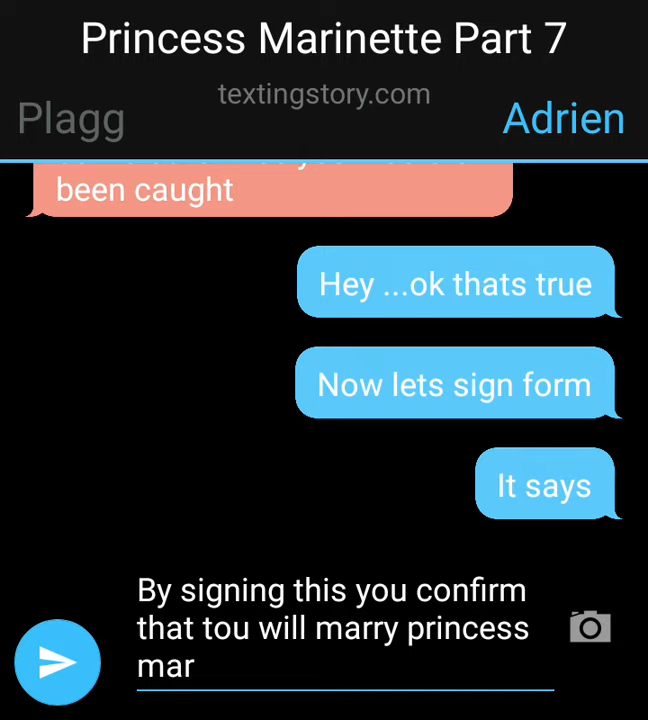 Princess Marinette Part 7
textingstory.com
Plagg
Adrien
been caught
Hey ...ok thats true
Now lets sign form
It says
By signing this you confirm
that tou will marry princess
mar